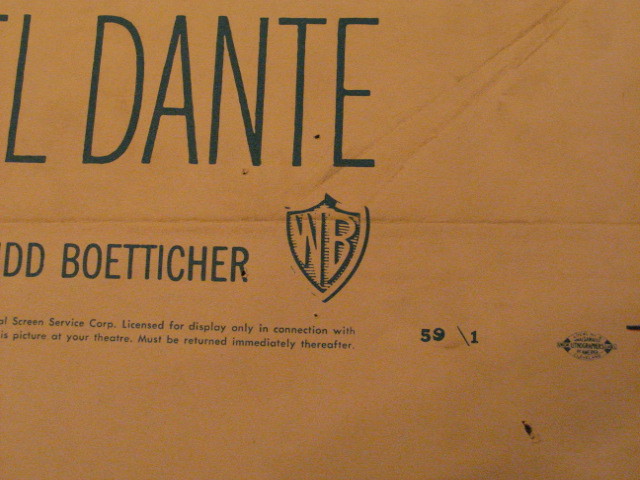 EL DANTE
WB
DD BOETTICHER
al Screen Service Corp. Licensed for display only in connection with
is picture at your theatre. Must be returned immediately thereafter.
59 \1